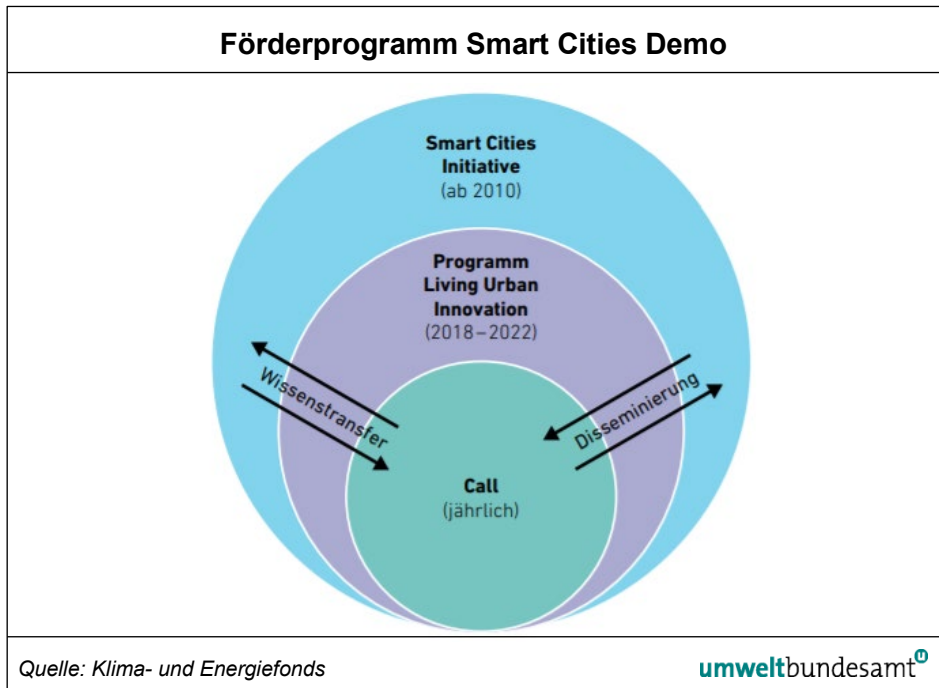 Förderprogramm Smart Cities Demo
Smart Cities
Initiative
(ab 2010)
Programm
Living Urban
Innovation
(2018–2022)
Wissenstransfer
Disseminierung
Call
(jährlich)
Quelle: Klima- und Energiefonds
umweltbundesamt